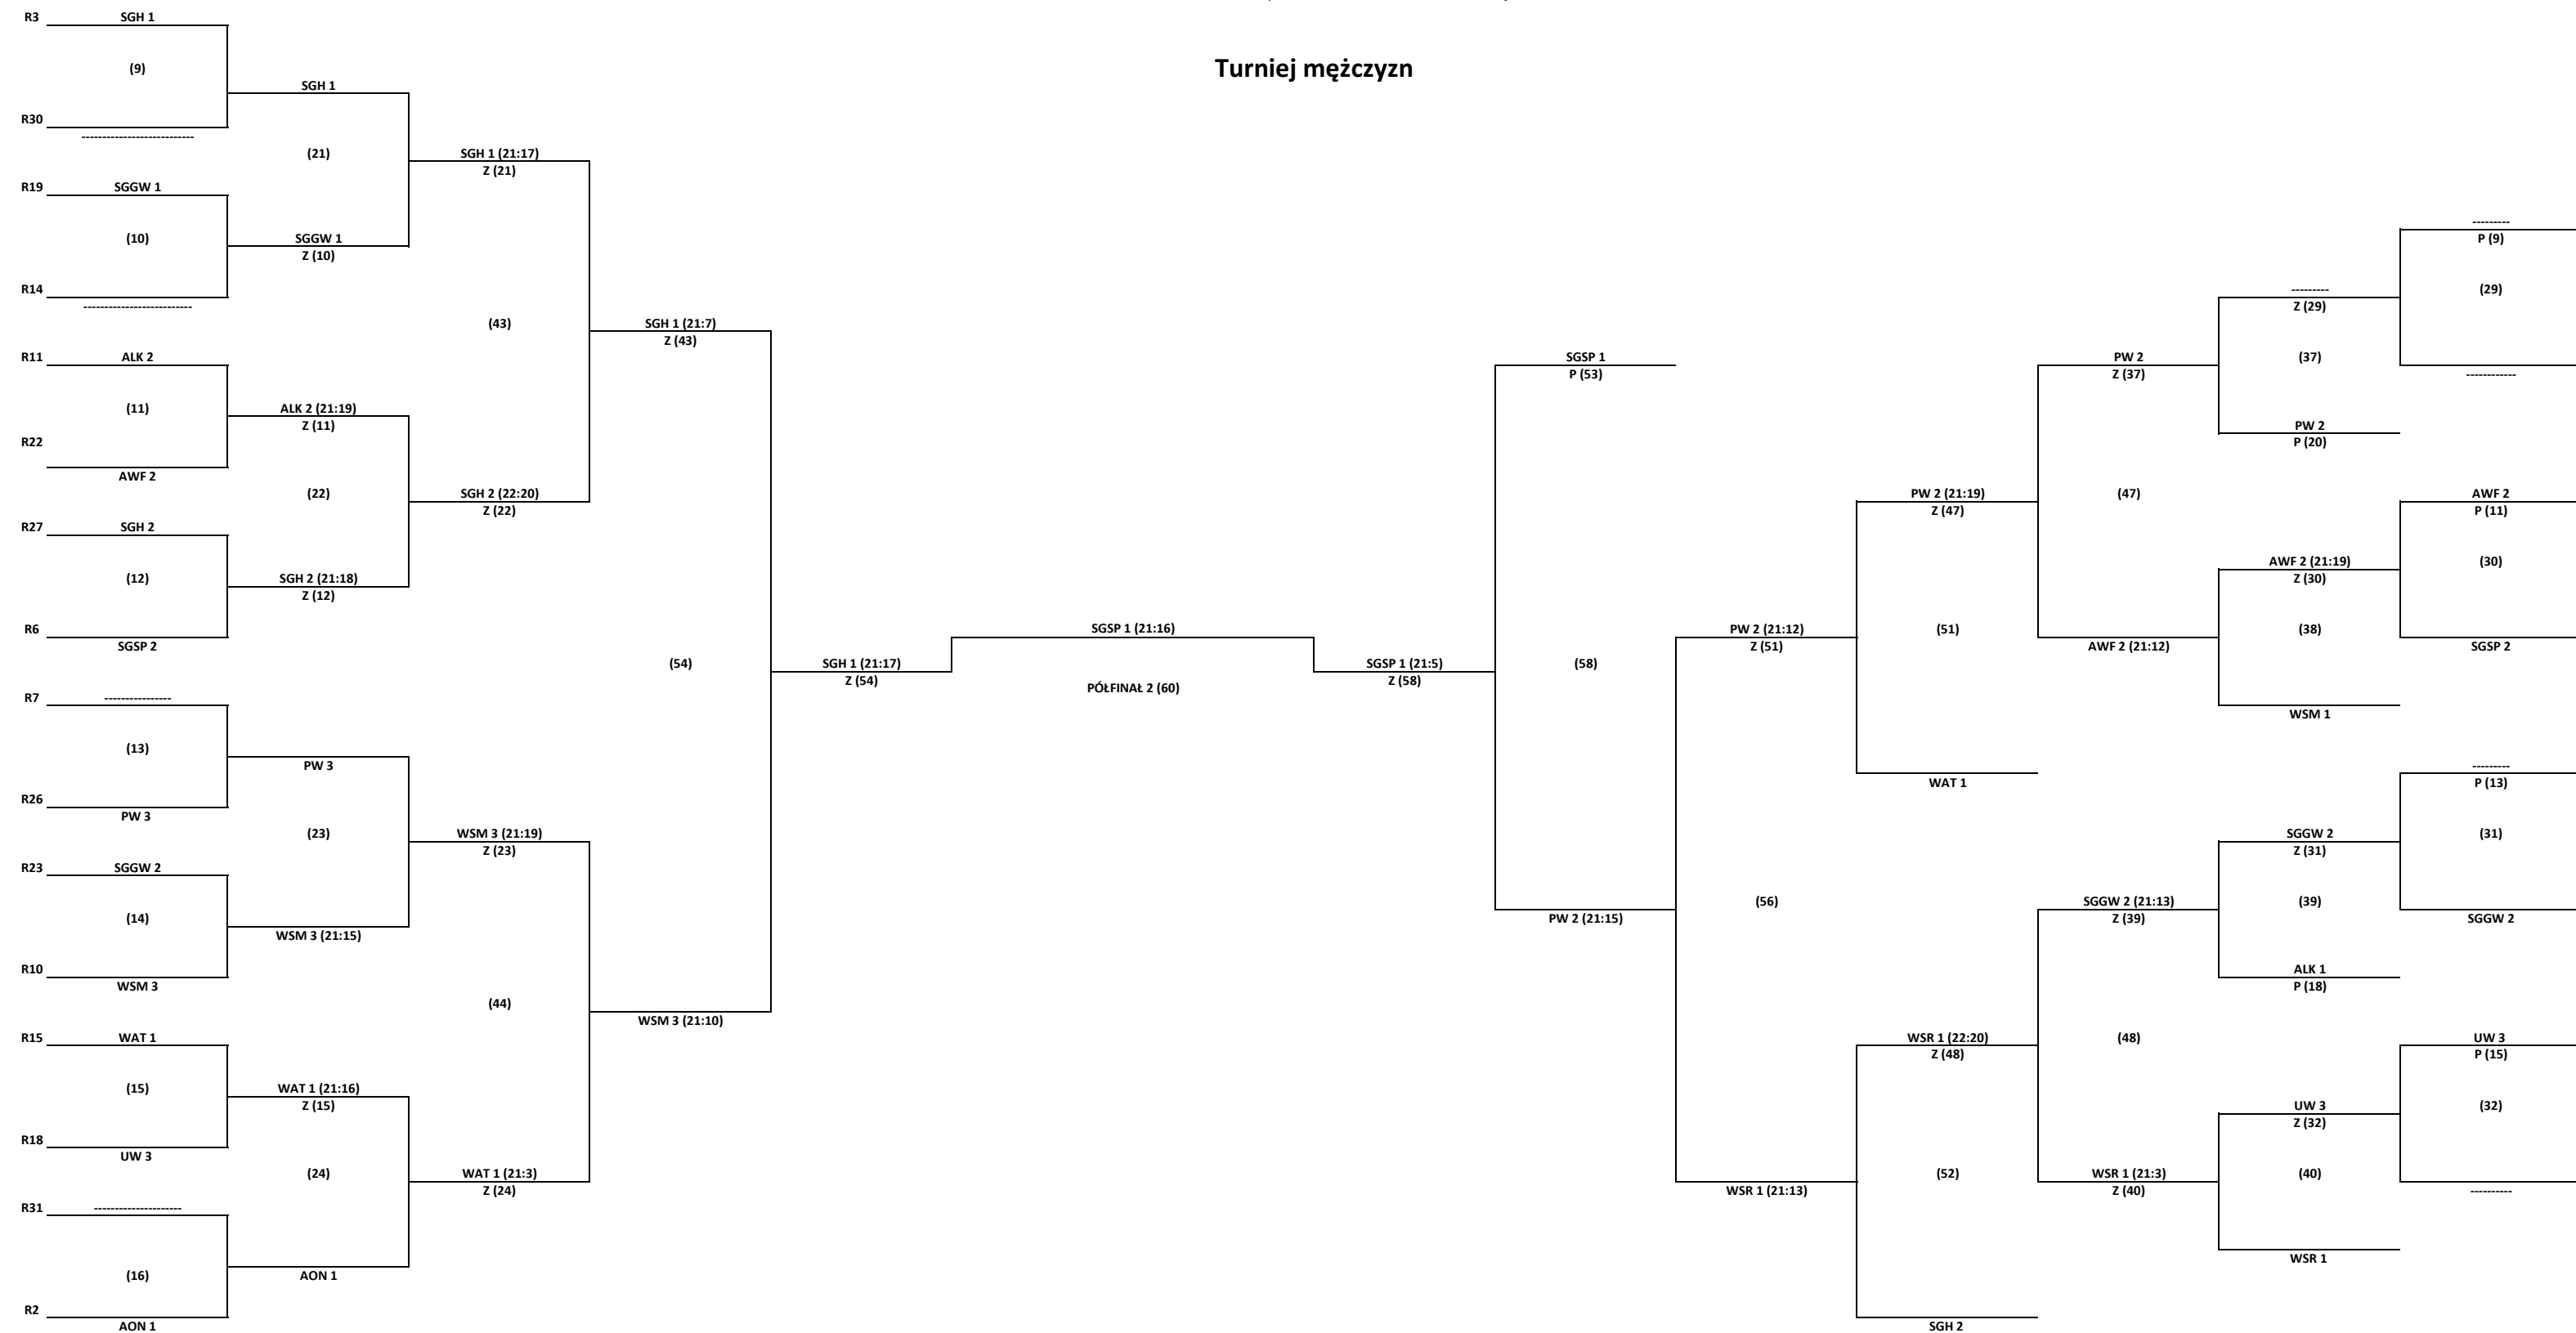 Turniej mężczyzn
R3
SGH 1
(9)
R30
---------------------------
SGH 1
(21)
R19
SGGW 1
(10)
R14
--------------------------
SGGW 1
Z (10)
SGH 1 (21:17)
Z (21)
(43)
R11
ALK 2
(11)
R22
AWF 2
ALK 2 (21:19)
Z (11)
(22)
R27
SGH 2
(12)
R6
SGSP 2
SGH 2 (21:18)
Z (12)
SGH 2 (22:20)
Z (22)
SGH 1 (21:7)
Z (43)
(54)
R7
----------------
(13)
R26
PW 3
PW 3
(23)
R23
SGGW 2
(14)
R10
WSM 3
WSM 3 (21:15)
WSM 3 (21:19)
Z (23)
(44)
R15
WAT 1
(15)
R18
UW 3
WAT 1 (21:16)
Z (15)
(24)
R31
---------------------
(16)
R2
AON 1
AON 1
WAT 1 (21:3)
Z (24)
WSM 3 (21:10)
SGH 1 (21:17)
Z (54)
SGSP 1 (21:16)
PÓŁFINAŁ 2 (60)
SGSP 1 (21:5)
Z (58)
SGSP 1
P (53)
(58)
PW 2 (21:15)
PW 2 (21:12)
Z (51)
(56)
WSR 1 (21:13)
PW 2 (21:19)
Z (47)
(51)
WAT 1
WSR 1 (22:20)
Z (48)
(52)
SGH 2
PW 2
Z (37)
(47)
AWF 2 (21:12)
SGGW 2 (21:13)
Z (39)
(48)
WSR 1 (21:3)
Z (40)
---------
Z (29)
(37)
PW 2
P (20)
AWF 2 (21:19)
Z (30)
(38)
WSM 1
SGGW 2
Z (31)
(39)
ALK 1
P (18)
UW 3
Z (32)
(40)
WSR 1
---------
P (9)
(29)
------------
AWF 2
P (11)
(30)
SGSP 2
---------
P (13)
(31)
SGGW 2
UW 3
P (15)
(32)
----------